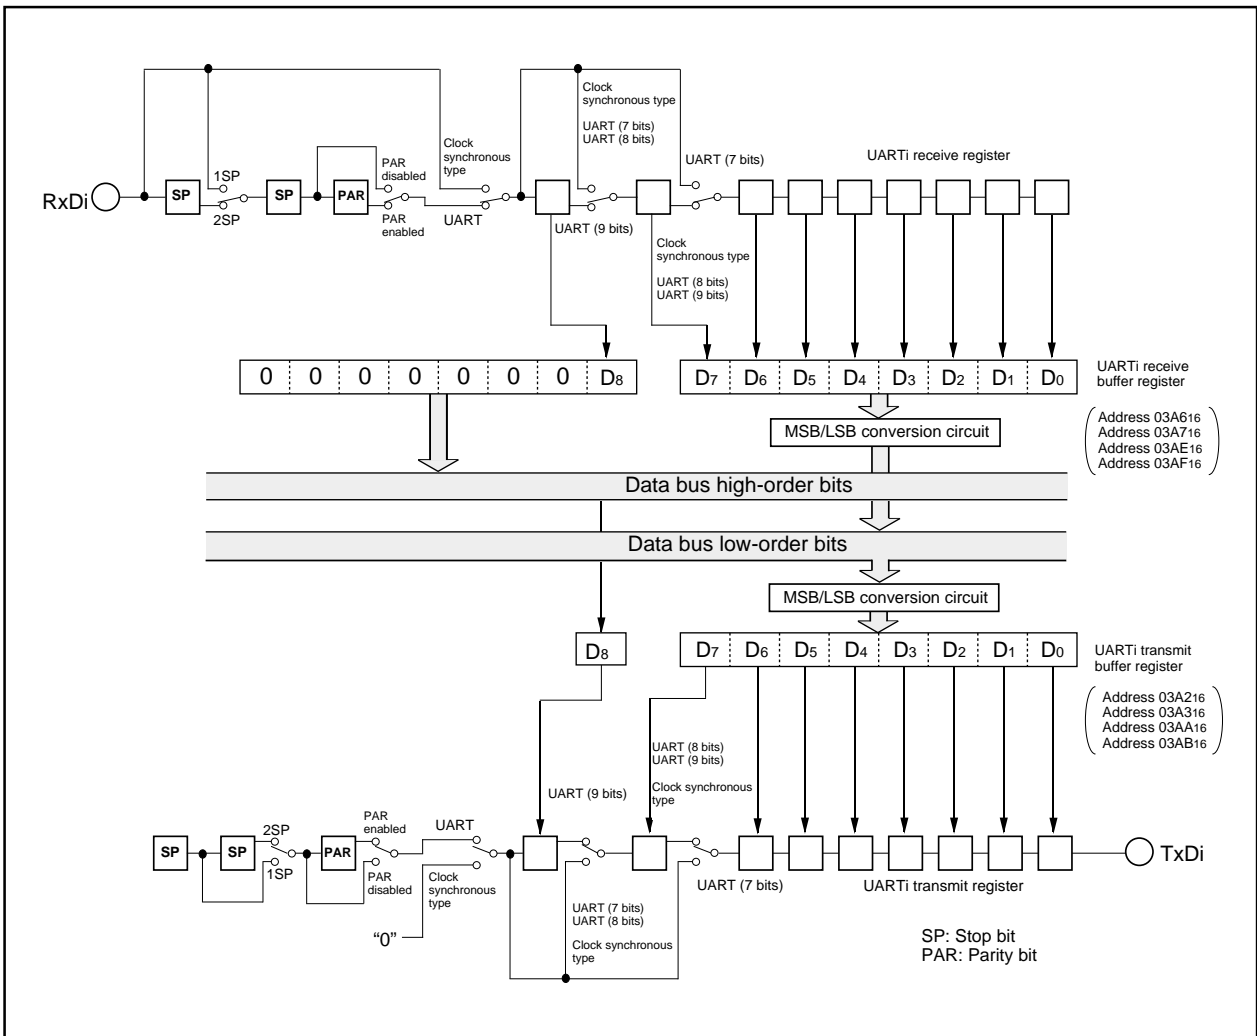 Clock
synchronous type
UART (7 bits)
UART (8 bits)
Clock
synchronous
type
PAR
disabled
UART (7 bits)
UARTi receive register
1SP
RxDi
SP
SP
PAR
2SP
PAR
enabled
UART
UART (9 bits)
Clock
synchronous type
UART (8 bits)
UART (9 bits)
0 0 0 0 0 0 0 D8
D7 D6 D5 D4 D3 D2 D1 D0
UARTi receive
buffer register
MSB/LSB conversion circuit
Address 03A616
Address 03A716
Address 03AE16
Address 03AF16
Data bus high-order bits
Data bus low-order bits
MSB/LSB conversion circuit
D8
D7 D6 D5 D4 D3 D2 D1 D0
UARTi transmit
buffer register
Address 03A216
Address 03A316
Address 03AA16
Address 03AB16
UART (8 bits)
UART (9 bits)
Clock synchronous
type
UART (9 bits)
PAR
enabled
2SP
UART
SP
SP
PAR
TxDi
1SP
PAR
disabled
Clock
synchronous
type
UART (7 bits)
UARTi transmit register
“0”
UART (7 bits)
UART (8 bits)
Clock synchronous
type
SP: Stop bit
PAR: Parity bit